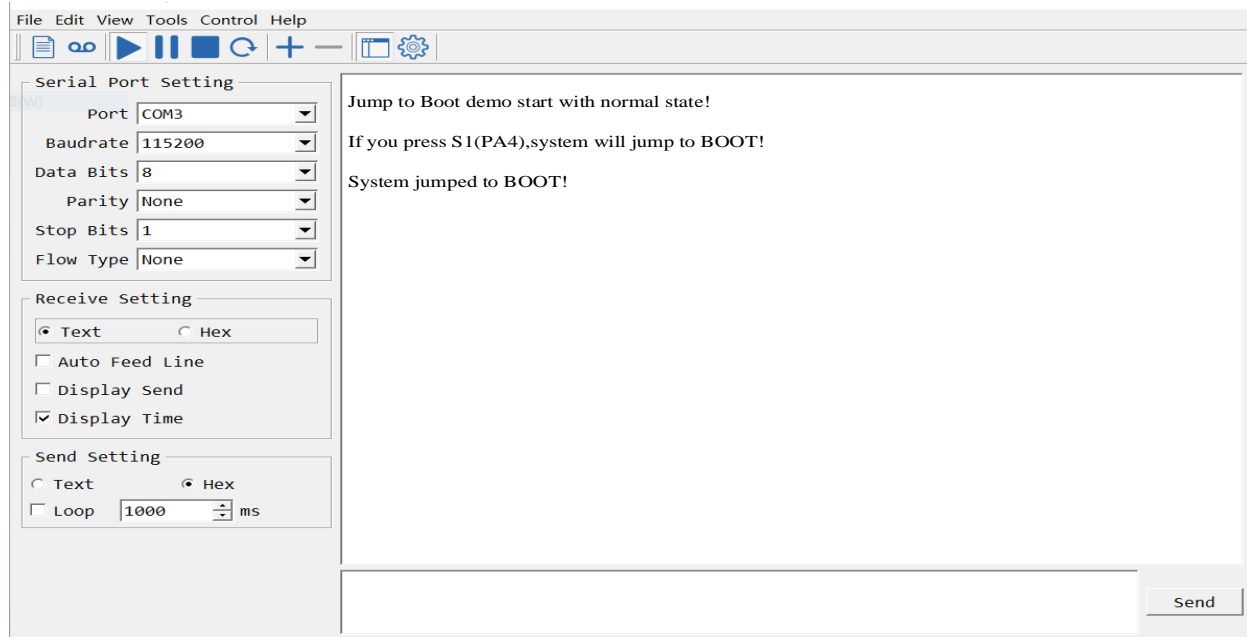 File Edit View Tools Control Help
Serial Port Setting
Port COM3
Baudrate 115200
Data Bits 8
Parity None
Stop Bits 1
Flow Type None
Receive Setting
Text Hex
Auto Feed Line
Display Send
Display Time
Send Setting
Text Hex
Loop 1000 ms
Jump to Boot demo start with normal state!
If you press S1(PA4),system will jump to BOOT!
System jumped to BOOT!
Send